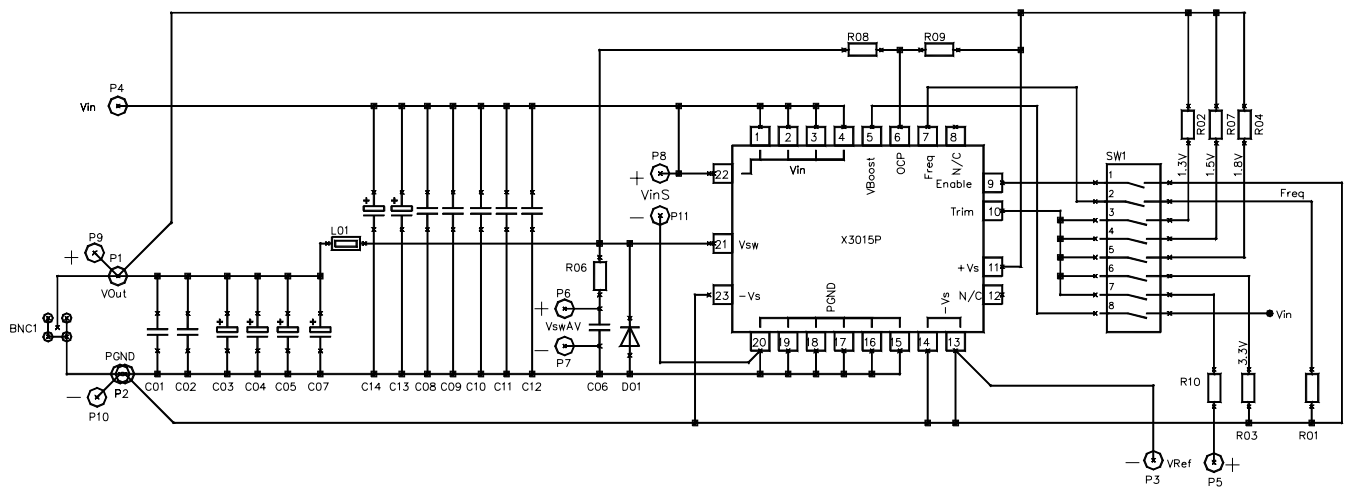 R08
R09
P4
Vin
R02
R07
R04
1
2
3
4
5
6
7
8
Vin
VBoost
OCP
Freq
N/C
SW1
1.3V
1.5V
1.8V
P8
+
VinS
22
Enable
9
1
2
Freq
−
P11
Trim
10
3
4
P9
+
P1
VOut
L01
X3015P
21
Vsw
5
R06
+Vs
11
6
P6
+
VswAV
−
P7
23
-Vs
PGND
-Vs
N/C
12
7
8
Vin
BNC1
PGND
P2
−
P10
20
19
18
17
16
15
14
13
3.3V
C01
C02
C03
C04
C05
C07
C14
C13
C08
C09
C10
C11
C12
C06
D01
R10
R03
R01
−
P3
VRef
P5
+
+
+
+
+
+
+